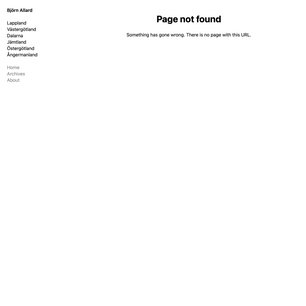 Björn Allard
Lappland
Västergötland
Dalarna
Jämtland
Östergötland
Ångermanland
Home
Archives
About
Page not found
Something has gone wrong. There is no page with this URL.